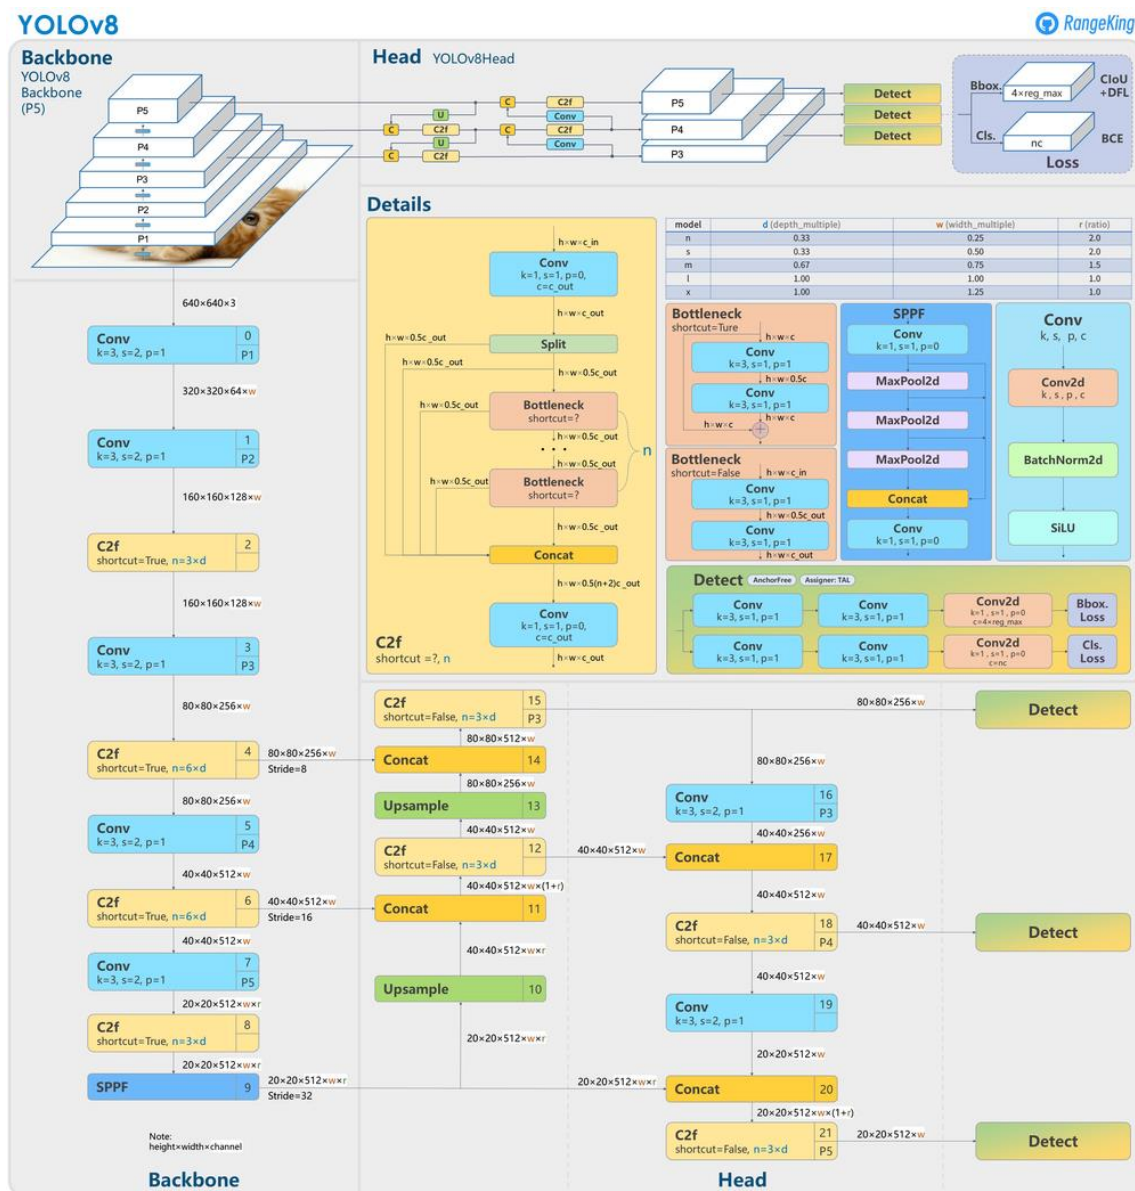 YOLOv8
RangeKing
Backbone
YOLOv8
Backbone
(P5)
P5
P4
P3
P2
P1
Head YOLOv8Head
U
U
C
C2f
Conv
C
C2f
C
C2f
Conv
C
C2f
P5
P4
P3
Detect
Detect
Detect
Bbox.
4×reg_max
CIoU
+DFL
Cls.
nc
BCE
Loss
Details
h×w×c_in
Conv
k=1, s=1, p=0,
c=c_out
h×w×c_out
h×w×0.5c_out
Split
h×w×0.5c_out
h×w×0.5c_out
h×w×0.5c_out
Bottleneck
shortcut=?
h×w×0.5c_out
• • •
n
h×w×0.5c_out
h×w×0.5c_out
Bottleneck
shortcut=?
h×w×0.5c_out
Concat
h×w×0.5(n+2)c_out
Conv
k=1, s=1, p=0,
c=c_out
h×w×c_out
C2f
shortcut =?, n
model d (depth_multiple) w (width_multiple) r (ratio)
n 0.33 0.25 2.0
s 0.33 0.50 2.0
m 0.67 0.75 1.5
l 1.00 1.00 1.0
x 1.00 1.25 1.0
Bottleneck
shortcut=Ture
h×w×c
Conv
k=3, s=1, p=1
h×w×0.5c
Conv
k=3, s=1, p=1
h×w×c
h×w×c
+
Bottleneck
shortcut=False
h×w×c_in
Conv
k=3, s=1, p=1
h×w×0.5c_out
Conv
k=3, s=1, p=1
h×w×c_out
SPPF
Conv
k=1, s=1, p=0
MaxPool2d
MaxPool2d
MaxPool2d
Concat
Conv
k=1, s=1, p=0
Conv
k, s, p, c
Conv2d
k, s, p, c
BatchNorm2d
SiLU
Detect AnchorFree Assigner: TAL
Conv
k=3, s=1, p=1
Conv
k=3, s=1, p=1
Conv2d
k=1, s=1, p=0
c=4×reg_max
Bbox.
Loss
Conv
k=3, s=1, p=1
Conv
k=3, s=1, p=1
Conv2d
k=1, s=1, p=0
c=nc
Cls.
Loss
640×640×3
Conv 0
k=3, s=2, p=1 P1
320×320×64×w
Conv 1
k=3, s=2, p=1 P2
160×160×128×w
C2f 2
shortcut=True, n=3×d
160×160×128×w
Conv 3
k=3, s=2, p=1 P3
80×80×256×w
C2f 4
shortcut=True, n=6×d
80×80×256×w
Stride=8
80×80×256×w
Conv 5
k=3, s=2, p=1 P4
40×40×512×w
C2f 6
shortcut=True, n=6×d
40×40×512×w
Stride=16
40×40×512×w
Conv 7
k=3, s=2, p=1 P5
20×20×512×w×r
C2f 8
shortcut=True, n=3×d
20×20×512×w×r
SPPF 9
20×20×512×w×r
Stride=32
Note:
height×width×channel
Backbone
C2f 15
shortcut=False, n=3×d P3
80×80×512×w
Concat 14
80×80×256×w
Upsample 13
40×40×512×w
C2f 12
shortcut=False, n=3×d
40×40×512×w×(1+r)
Concat 11
40×40×512×w×r
Upsample 10
20×20×512×w×r
80×80×256×w
Detect
80×80×256×w
Conv 16
k=3, s=2, p=1 P3
40×40×256×w
40×40×512×w
Concat 17
40×40×512×w
C2f 18
shortcut=False, n=3×d P4
40×40×512×w
Detect
40×40×512×w
Conv 19
k=3, s=2, p=1
20×20×512×w
20×20×512×w×r
Concat 20
20×20×512×w×(1+r)
C2f 21
shortcut=False, n=3×d P5
20×20×512×w
Detect
Head